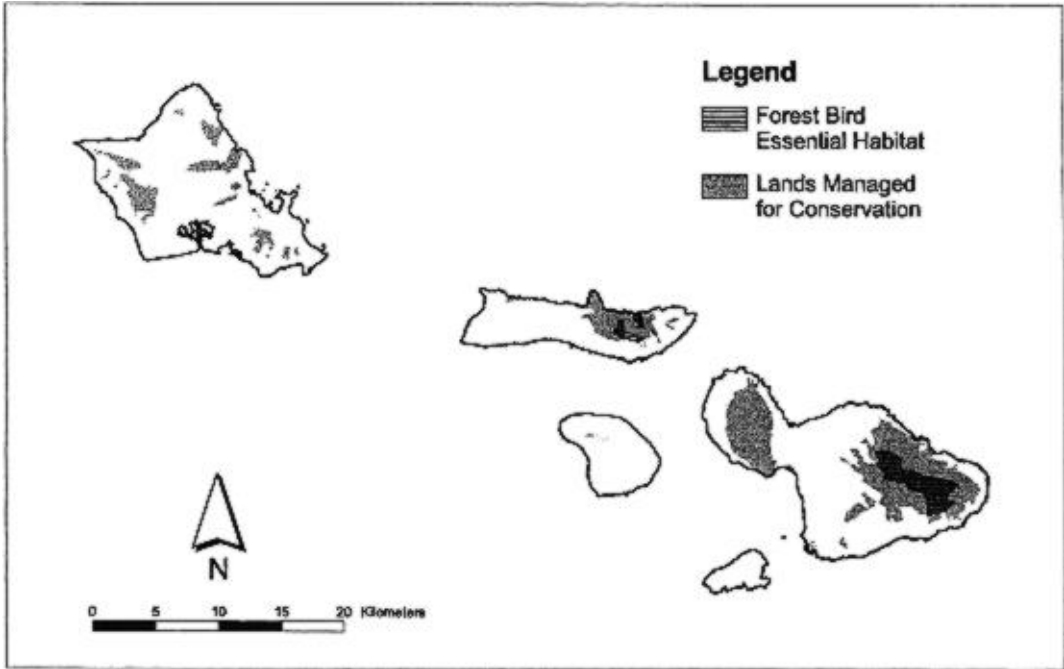 Legend
Forest Bird
Essential Habitat
Lands Managed
for Conservation
N
0 5 10 15 20 Kilometers